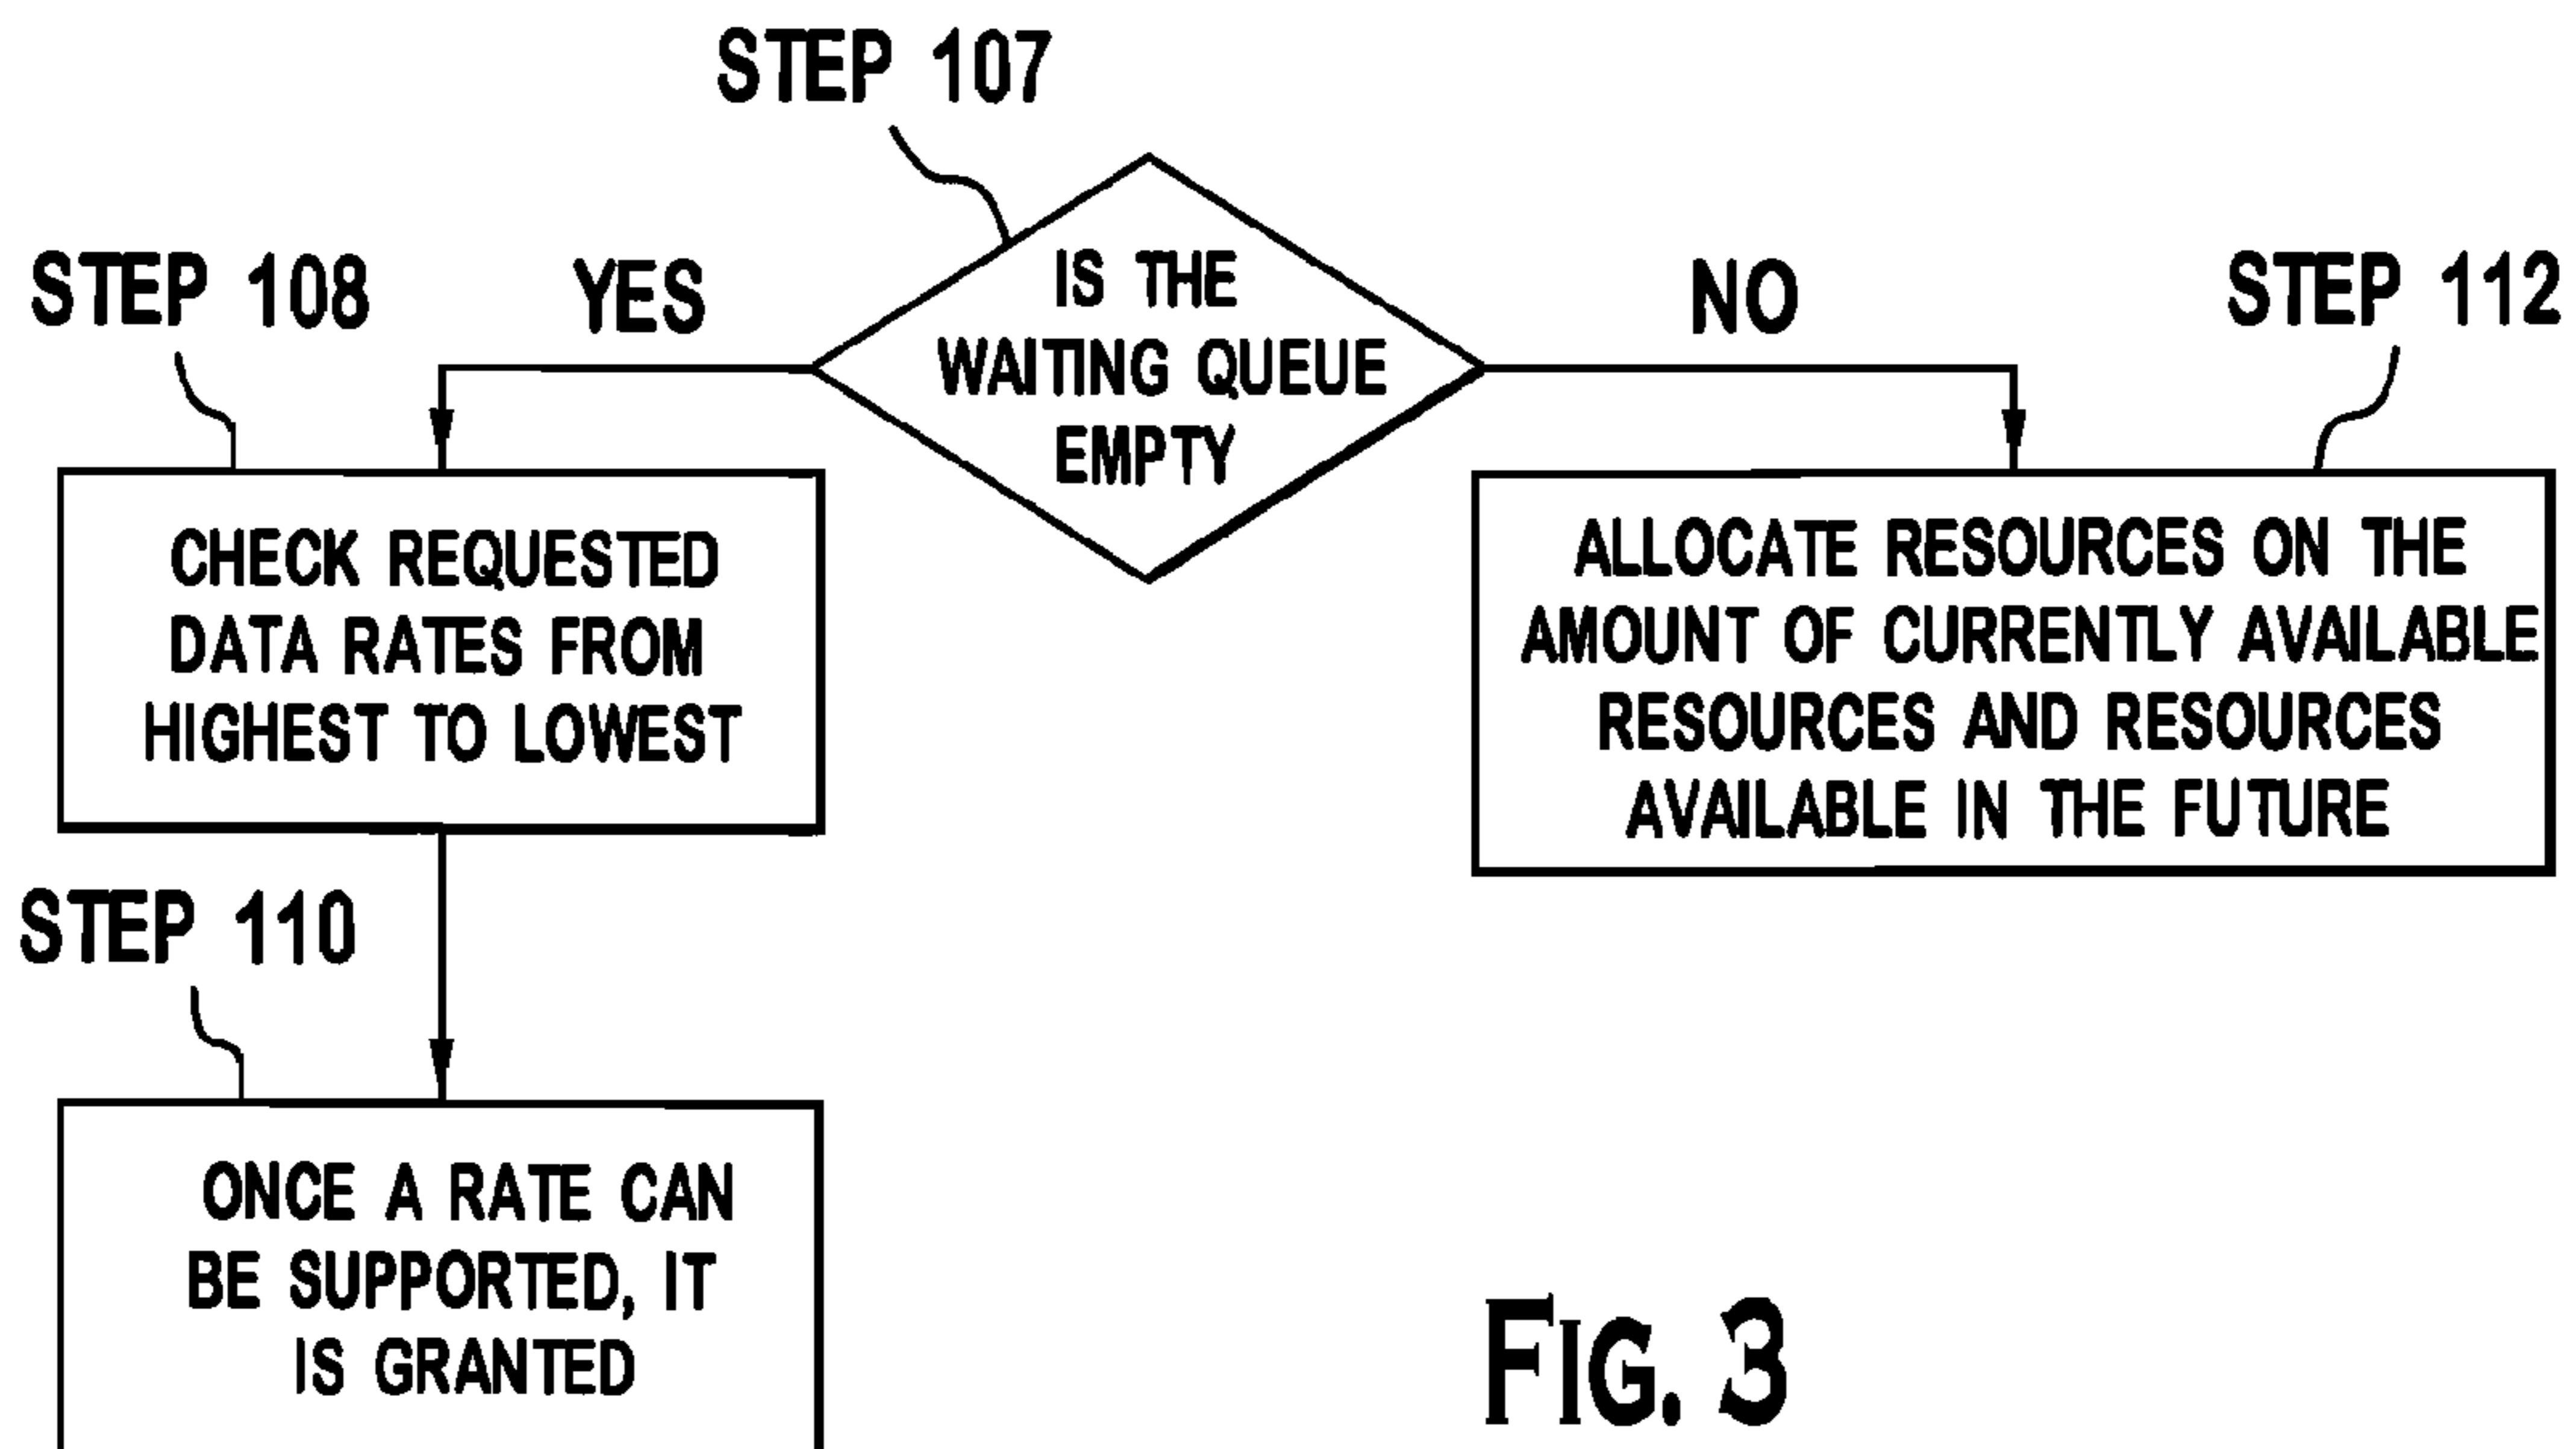 STEP 107
IS THE
WAITING QUEUE
EMPTY
YES
NO
STEP 108
CHECK REQUESTED
DATA RATES FROM
HIGHEST TO LOWEST
STEP 110
ONCE A RATE CAN
BE SUPPORTED, IT
IS GRANTED
STEP 112
ALLOCATE RESOURCES ON THE
AMOUNT OF CURRENTLY AVAILABLE
RESOURCES AND RESOURCES
AVAILABLE IN THE FUTURE
FIG. 3